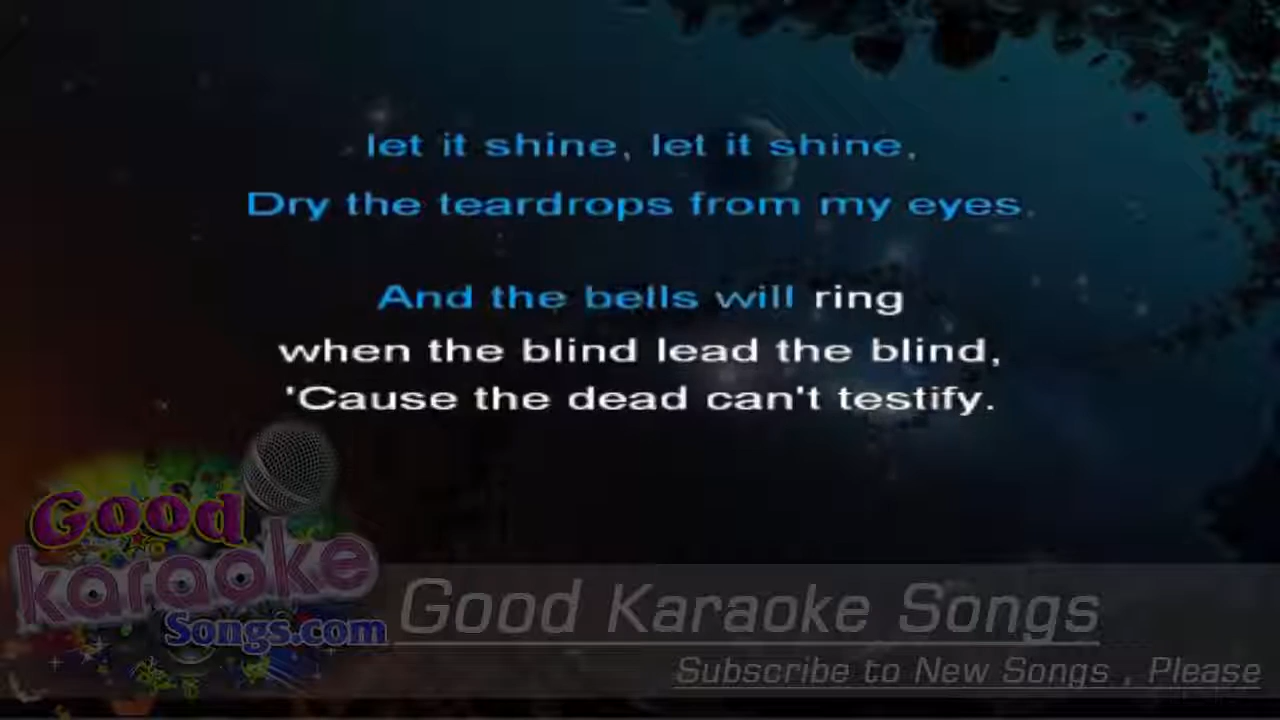 let it shine, let it shine,
Dry the teardrops from my eyes.
And the bells will ring
when the blind lead the blind,
'Cause the dead can't testify.
Good
karaoke
Songs.com
Good Karaoke Songs
Subscribe to New Songs , Please